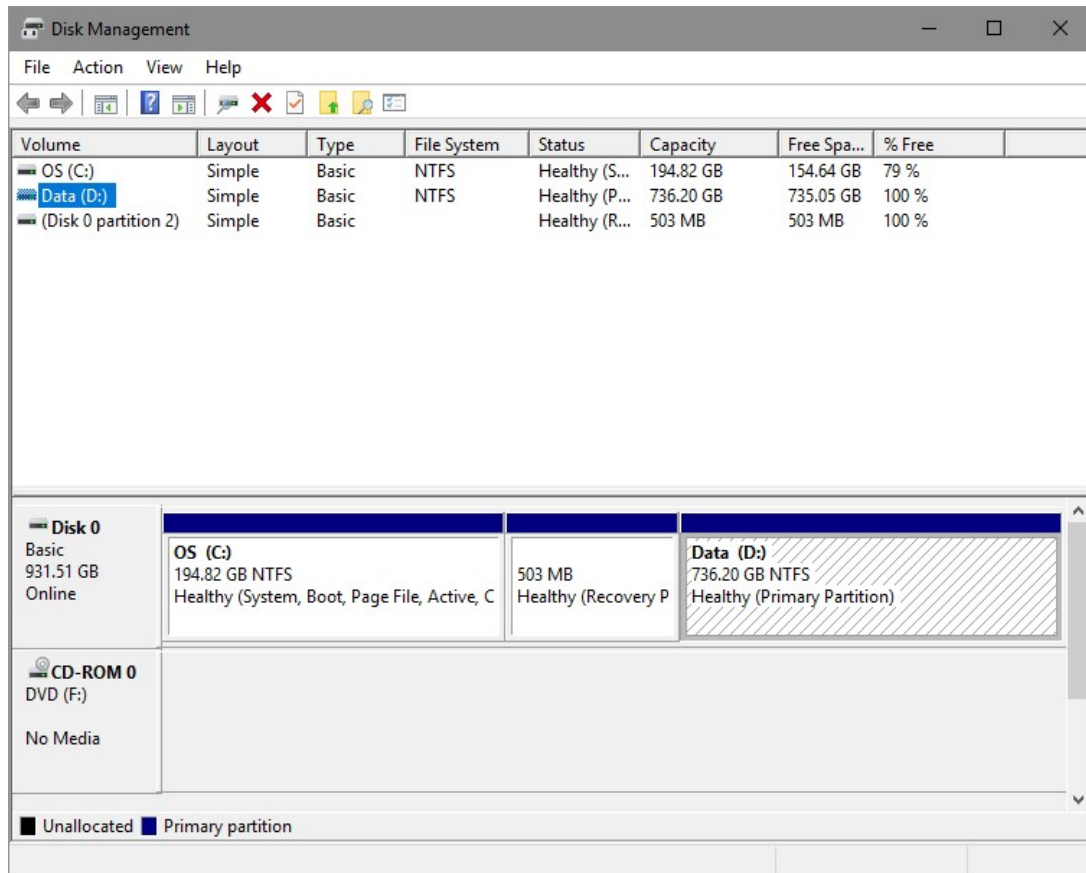 Disk Management
File Action View Help
Volume Layout Type File System Status Capacity Free Spa... % Free
OS (C:) Simple Basic NTFS Healthy (S... 194.82 GB 154.64 GB 79 %
Data (D:) Simple Basic NTFS Healthy (P... 736.20 GB 735.05 GB 100 %
(Disk 0 partition 2) Simple Basic Healthy (R... 503 MB 503 MB 100 %
Disk 0
Basic
931.51 GB
Online
OS (C:)
194.82 GB NTFS
Healthy (System, Boot, Page File, Active, C
503 MB
Healthy (Recovery P
Data (D:)
736.20 GB NTFS
Healthy (Primary Partition)
CD-ROM 0
DVD (F:)
No Media
Unallocated Primary partition